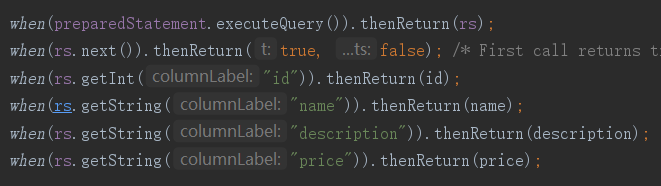 when(preparedStatement.executeQuery()).thenReturn(rs);
when(rs.next()).thenReturn( t: true, ...ts: false); /* First call returns
when(rs.getInt( columnLabel: "id")).thenReturn(id);
when(rs.getString( columnLabel: "name")).thenReturn(name);
when(rs.getString( columnLabel: "description")).thenReturn(description);
when(rs.getString( columnLabel: "price")).thenReturn(price);